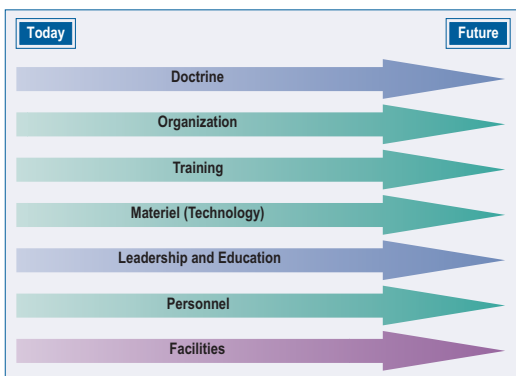 Today
Future
Doctrine
Organization
Training
Materiel (Technology)
Leadership and Education
Personnel
Facilities